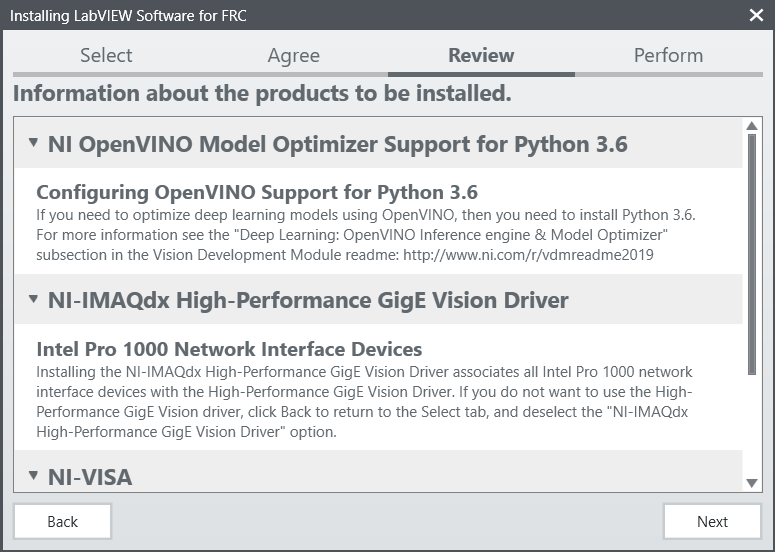 Installing LabVIEW Software for FRC
Select
Agree
Review
Perform
Information about the products to be installed.
NI OpenVINO Model Optimizer Support for Python 3.6
Configuring OpenVINO Support for Python 3.6
If you need to optimize deep learning models using OpenVINO, then you need to install Python 3.6.
For more information see the "Deep Learning: OpenVINO Inference engine & Model Optimizer"
subsection in the Vision Development Module readme: http://www.ni.com/r/vdmreadme2019
NI-IMAQdx High-Performance GigE Vision Driver
Intel Pro 1000 Network Interface Devices
Installing the NI-IMAQdx High-Performance GigE Vision Driver associates all Intel Pro 1000 network
interface devices with the High-Performance GigE Vision Driver. If you do not want to use the High-
Performance GigE Vision driver, click Back to return to the Select tab, and deselect the "NI-IMAQdx
High-Performance GigE Vision Driver" option.
NI-VISA
Back
Next